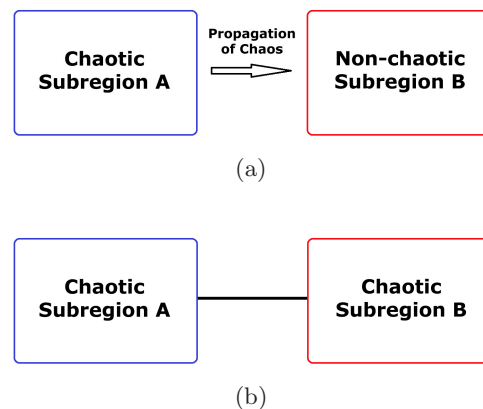 Chaotic
Subregion A
Propagation
of Chaos
Non-chaotic
Subregion B
(a)
Chaotic
Subregion A
Chaotic
Subregion B
(b)